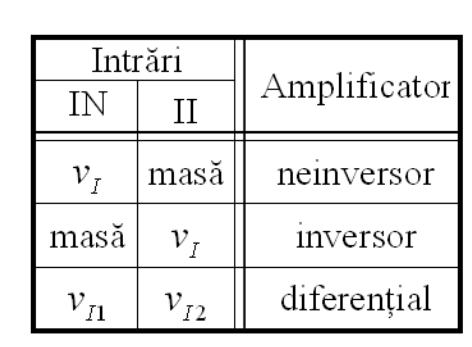 Intrări Amplificator
IN II
v_I masă neinversor
masă v_I inversor
v_I1 v_I2 diferențial